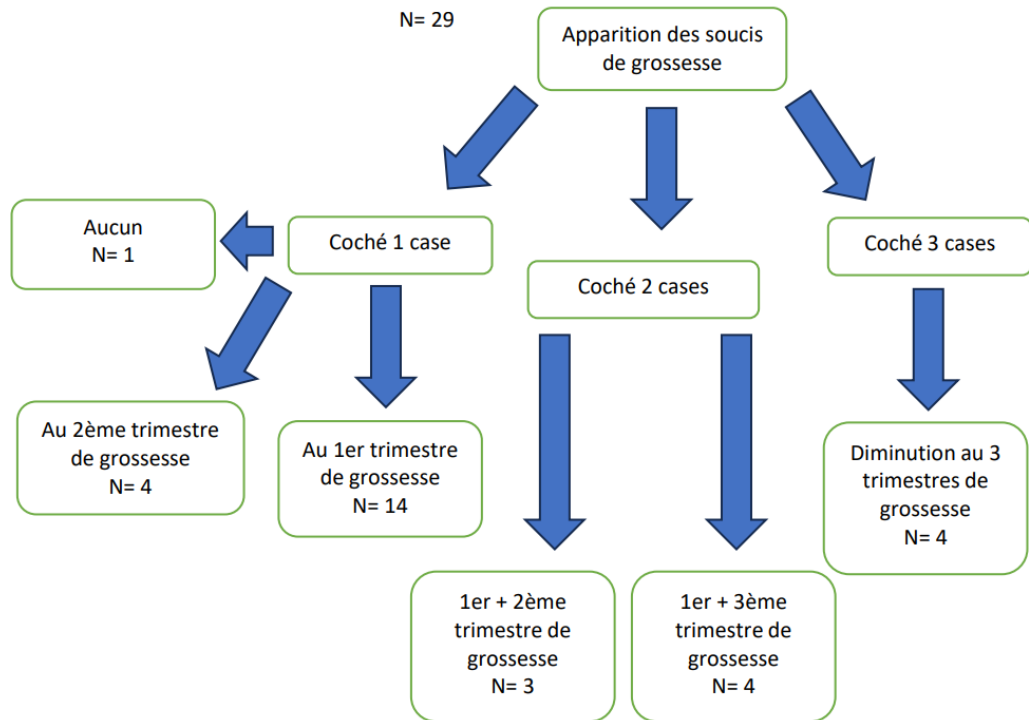 N= 29
Apparition des soucis
de grossesse
Aucun
N= 1
Coché 1 case
Coché 2 cases
Coché 3 cases
Au 2ème trimestre
de grossesse
N= 4
Au 1er trimestre
de grossesse
N= 14
Diminution au 3
trimestres de
grossesse
N= 4
1er + 2ème
trimestre de
grossesse
N= 3
1er + 3ème
trimestre de
grossesse
N= 4